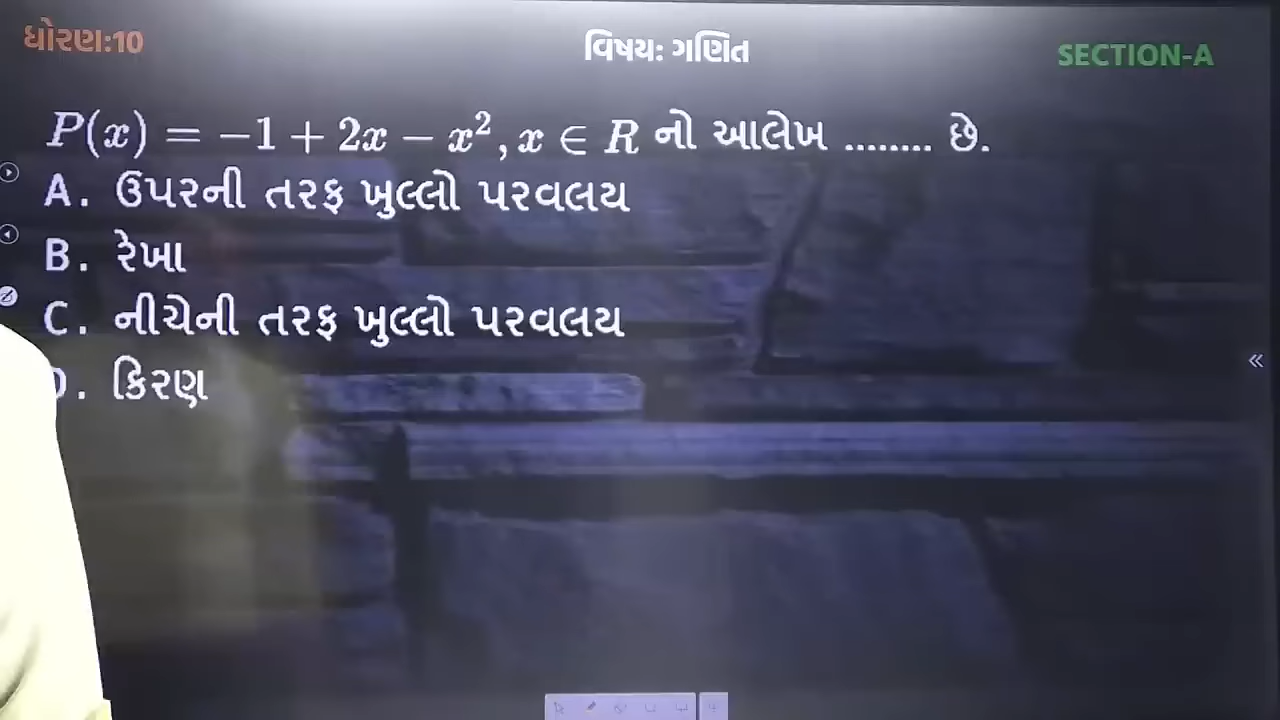 ધોરણ:10
વિષય: ગણિત
SECTION-A
P(x) = −1 + 2x − x², x ∈ R નો આલેખ ........ છે.
A. ઉપરની તરફ ખુલ્લો પરવલય
B. રેખા
C. નીચેની તરફ ખુલ્લો પરવલય
D. કિરણ